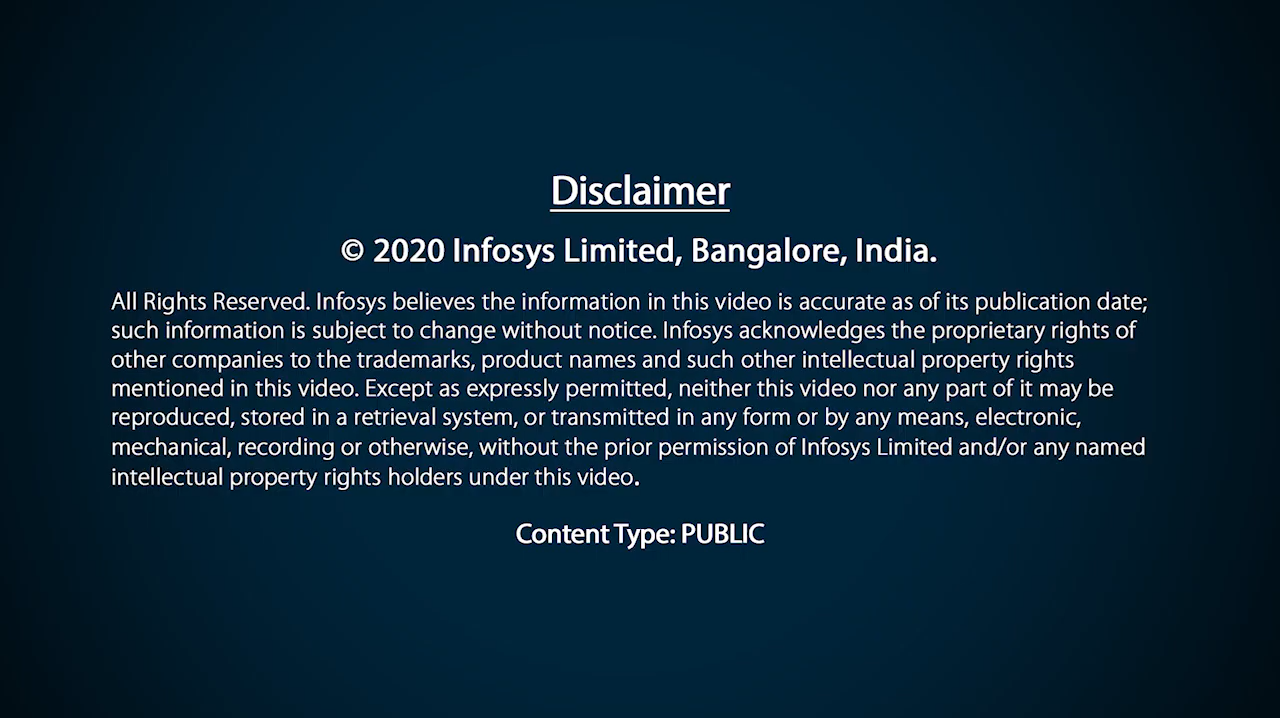 Disclaimer
© 2020 Infosys Limited, Bangalore, India.
All Rights Reserved. Infosys believes the information in this video is accurate as of its publication date;
such information is subject to change without notice. Infosys acknowledges the proprietary rights of
other companies to the trademarks, product names and such other intellectual property rights
mentioned in this video. Except as expressly permitted, neither this video nor any part of it may be
reproduced, stored in a retrieval system, or transmitted in any form or by any means, electronic,
mechanical, recording or otherwise, without the prior permission of Infosys Limited and/or any named
intellectual property rights holders under this video.
Content Type: PUBLIC